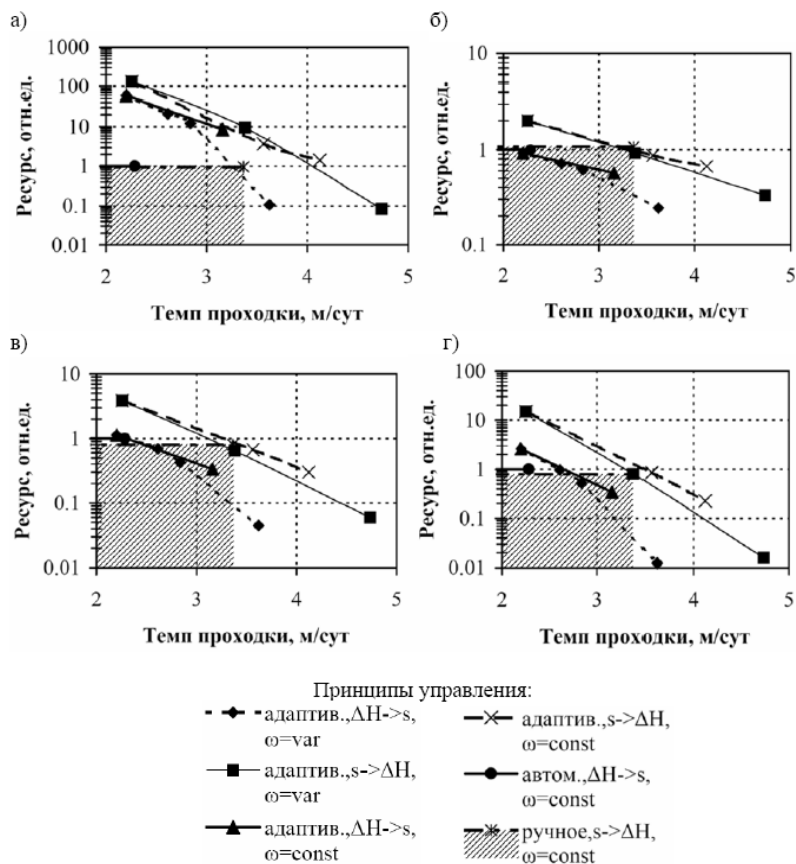 а)
1000
100
10
1
0.1
0.01
Ресурс, отн.ед.
2 3 4 5
Темп проходки, м/сут
б)
10
1
0.1
Ресурс, отн.ед.
2 3 4 5
Темп проходки, м/сут
в)
10
1
0.1
0.01
Ресурс, отн.ед.
2 3 4 5
Темп проходки, м/сут
г)
100
10
1
0.1
0.01
Ресурс, отн.ед.
2 3 4 5
Темп проходки, м/сут
Принципы управления:
адаптив.,ΔH->s,
ω=var
адаптив.,s->ΔH,
ω=var
адаптив.,ΔH->s,
ω=const
адаптив.,s->ΔH,
ω=const
автом.,ΔH->s,
ω=const
ручное,s->ΔH,
ω=const